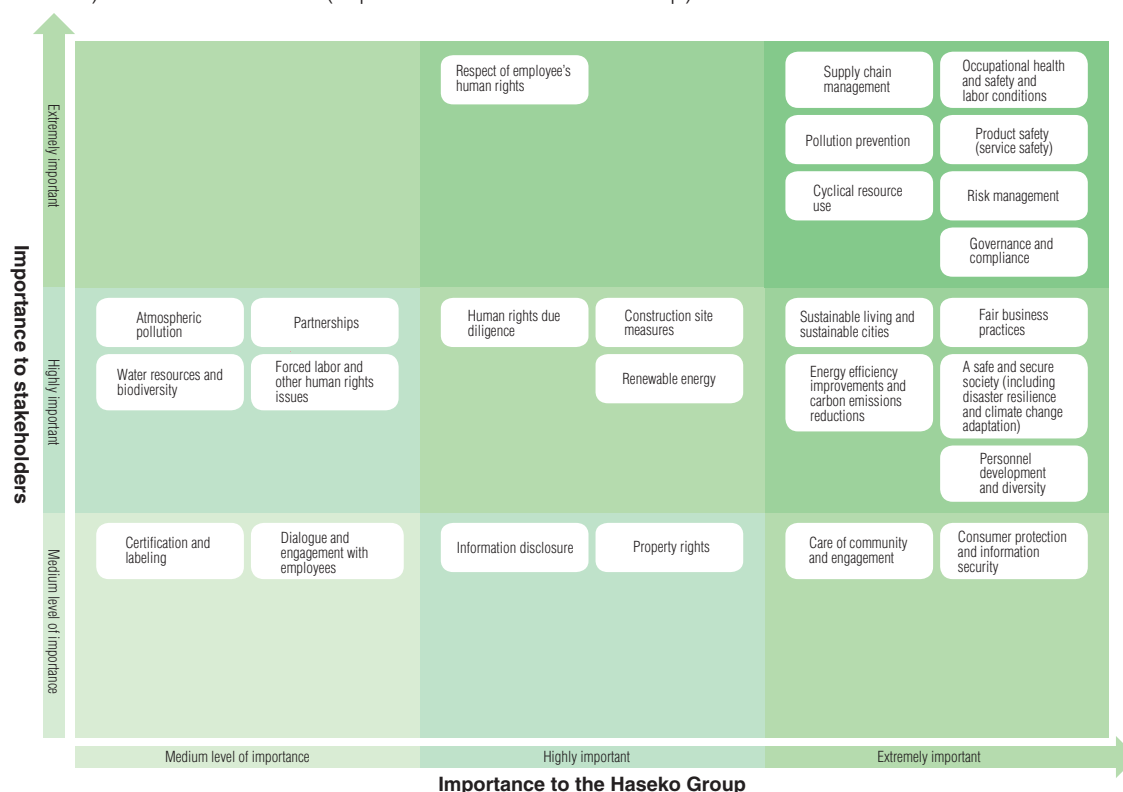 Importance to stakeholders
Extremely important
Highly important
Medium level of importance
Respect of employee's
human rights
Supply chain
management
Occupational health
and safety and
labor conditions
Pollution prevention
Product safety
(service safety)
Cyclical resource
use
Risk management
Governance and
compliance
Atmospheric
pollution
Partnerships
Water resources and
biodiversity
Forced labor and
other human rights
issues
Human rights due
diligence
Construction site
measures
Renewable energy
Sustainable living and
sustainable cities
Fair business
practices
Energy efficiency
improvements and
carbon emissions
reductions
A safe and secure
society (including
disaster resilience
and climate change
adaptation)
Personnel
development
and diversity
Certification and
labeling
Dialogue and
engagement with
employees
Information disclosure
Property rights
Care of community
and engagement
Consumer protection
and information
security
Medium level of importance
Highly important
Extremely important
Importance to the Haseko Group